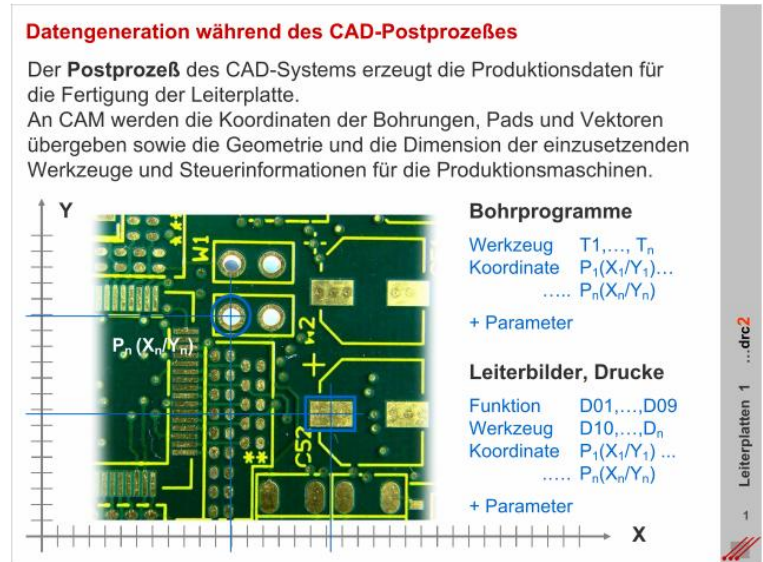 Datengeneration während des CAD-Postprozeßes
Der Postprozeß des CAD-Systems erzeugt die Produktionsdaten für
die Fertigung der Leiterplatte.
An CAM werden die Koordinaten der Bohrungen, Pads und Vektoren
übergeben sowie die Geometrie und die Dimension der einzusetzenden
Werkzeuge und Steuerinformationen für die Produktionsmaschinen.
Y
W1
W2
Pn (Xn/Yn)
C52
**
X
Bohrprogramme
Werkzeug T1,…, Tn
Koordinate P1(X1/Y1)…
….. Pn(Xn/Yn)
+ Parameter
Leiterbilder, Drucke
Funktion D01,…,D09
Werkzeug D10,…,Dn
Koordinate P1(X1/Y1) ...
….. Pn(Xn/Yn)
+ Parameter
Leiterplatten 1 …drc2
1